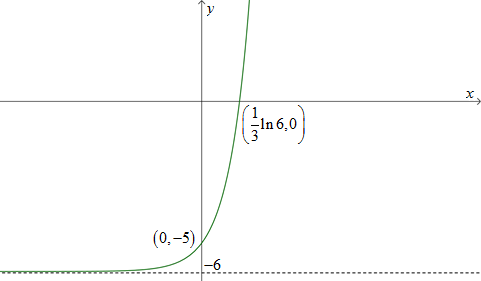 y
x
(1/3 ln 6,0)
(0,−5)
−6